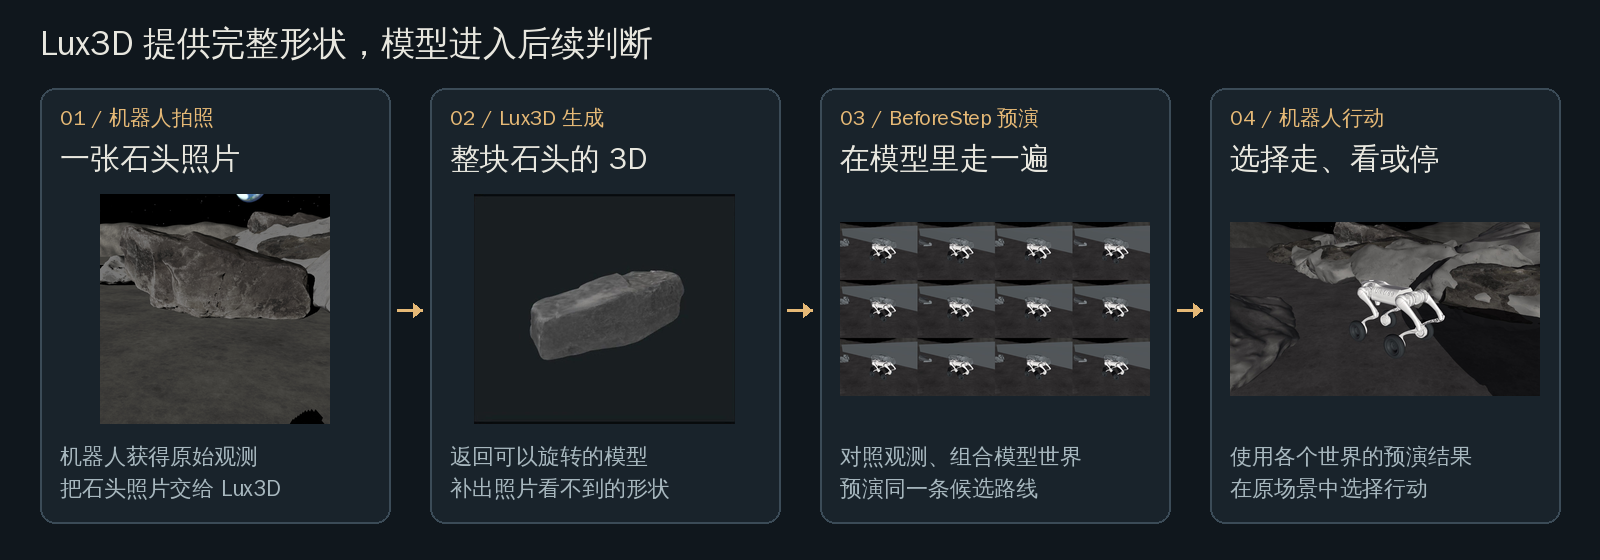 Lux3D 提供完整形状，模型进入后续判断
01 / 机器人拍照
一张石头照片
机器人获得原始观测
把石头照片交给 Lux3D
02 / Lux3D 生成
整块石头的 3D
返回可以旋转的模型
补出照片看不到的形状
03 / BeforeStep 预演
在模型里走一遍
对照观测、组合模型世界
预演同一条候选路线
04 / 机器人行动
选择走、看或停
使用各个世界的预演结果
在原场景中选择行动